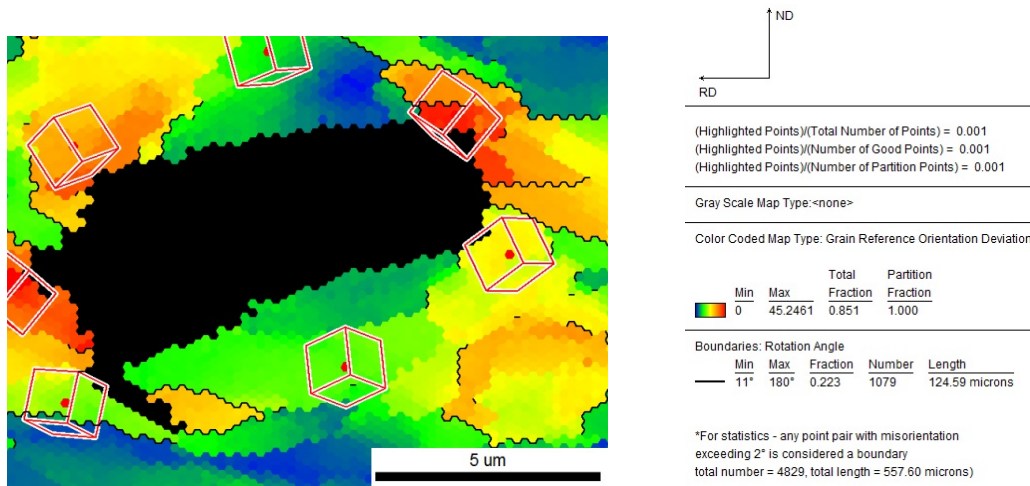 ND
RD
(Highlighted Points)/(Total Number of Points) = 0.001
(Highlighted Points)/(Number of Good Points) = 0.001
(Highlighted Points)/(Number of Partition Points) = 0.001
Gray Scale Map Type:<none>
Color Coded Map Type: Grain Reference Orientation Deviation
Total Partition
Min Max Fraction Fraction
0 45.2461 0.851 1.000
Boundaries: Rotation Angle
Min Max Fraction Number Length
11° 180° 0.223 1079 124.59 microns
*For statistics - any point pair with misorientation
exceeding 2° is considered a boundary
total number = 4829, total length = 557.60 microns)
5 um